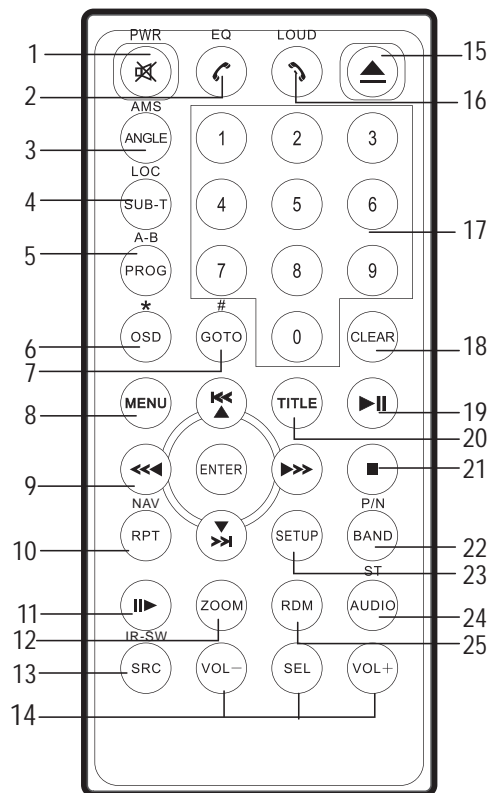 PWR EQ LOUD
1 15
2 16
AMS
3 ANGLE 1 2 3
LOC
4 SUB-T 4 5 6
17
A-B
5 PROG 7 8 9
* #
6 OSD GOTO 0 CLEAR 18
7
8 MENU TITLE 19
20
9 ENTER 21
NAV P/N
10 RPT SETUP BAND 22
23
ST
11 ZOOM RDM AUDIO 24
12 25
IR-SW
13 SRC VOL− SEL VOL+
14